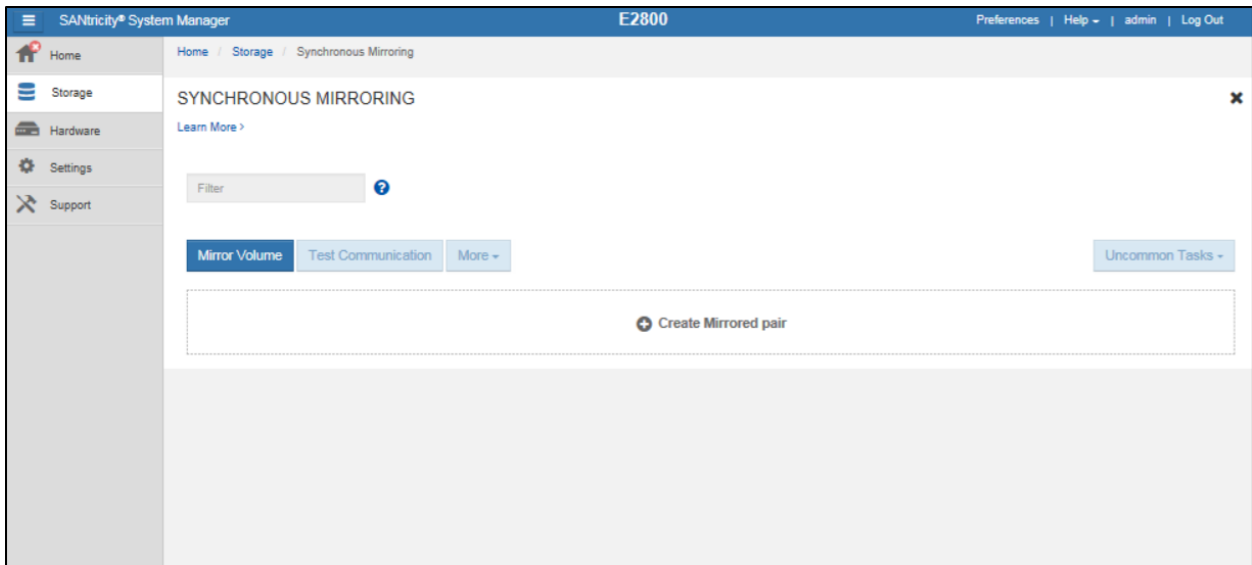 SANtricity® System Manager
E2800
Preferences | Help | admin | Log Out
Home
Storage
Hardware
Settings
Support
Home / Storage / Synchronous Mirroring
SYNCHRONOUS MIRRORING
Learn More >
Filter
Mirror Volume Test Communication More Uncommon Tasks
Create Mirrored pair